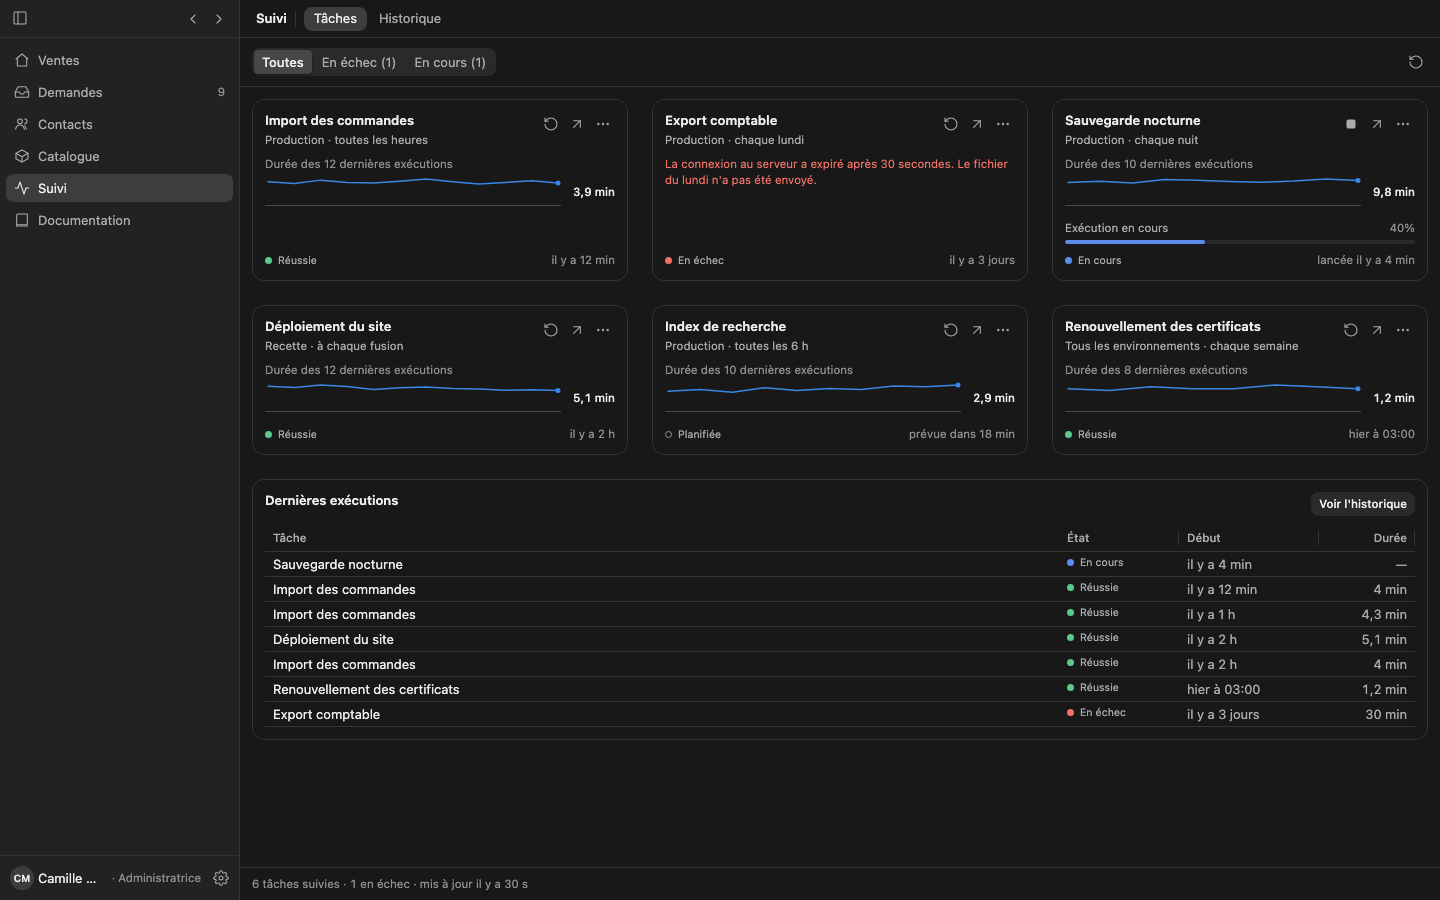 Ventes
Demandes 9
Contacts
Catalogue
Suivi
Documentation
CM Camille ... · Administratrice
Suivi Tâches Historique
Toutes En échec (1) En cours (1)
Import des commandes
Production · toutes les heures
Durée des 12 dernières exécutions
3,9 min
Réussie il y a 12 min
Export comptable
Production · chaque lundi
La connexion au serveur a expiré après 30 secondes. Le fichier
du lundi n'a pas été envoyé.
En échec il y a 3 jours
Sauvegarde nocturne
Production · chaque nuit
Durée des 10 dernières exécutions
9,8 min
Exécution en cours 40%
En cours lancée il y a 4 min
Déploiement du site
Recette · à chaque fusion
Durée des 12 dernières exécutions
5,1 min
Réussie il y a 2 h
Index de recherche
Production · toutes les 6 h
Durée des 10 dernières exécutions
2,9 min
Planifiée prévue dans 18 min
Renouvellement des certificats
Tous les environnements · chaque semaine
Durée des 8 dernières exécutions
1,2 min
Réussie hier à 03:00
Dernières exécutions Voir l'historique
Tâche État Début Durée
Sauvegarde nocturne En cours il y a 4 min —
Import des commandes Réussie il y a 12 min 4 min
Import des commandes Réussie il y a 1 h 4,3 min
Déploiement du site Réussie il y a 2 h 5,1 min
Import des commandes Réussie il y a 2 h 4 min
Renouvellement des certificats Réussie hier à 03:00 1,2 min
Export comptable En échec il y a 3 jours 30 min
6 tâches suivies · 1 en échec · mis à jour il y a 30 s